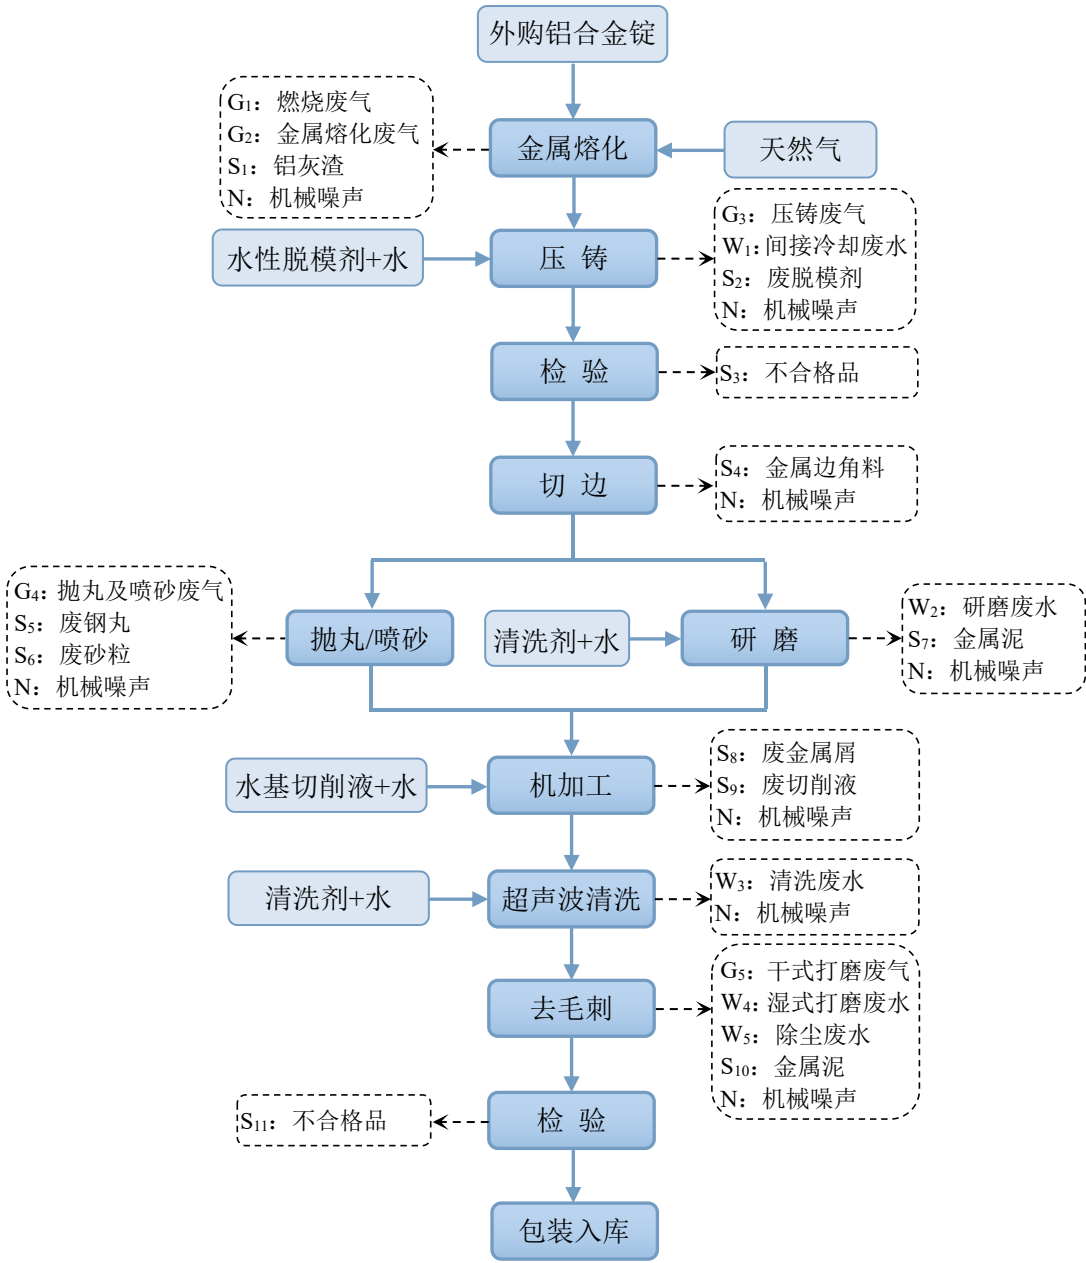 外购铝合金锭
G1：燃烧废气
G2：金属熔化废气
S1：铝灰渣
N：机械噪声
金属熔化
天然气
水性脱模剂+水
压 铸
G3：压铸废气
W1：间接冷却废水
S2：废脱模剂
N：机械噪声
检 验
S3：不合格品
切 边
S4：金属边角料
N：机械噪声
G4：抛丸及喷砂废气
S5：废钢丸
S6：废砂粒
N：机械噪声
抛丸/喷砂
清洗剂+水
研 磨
W2：研磨废水
S7：金属泥
N：机械噪声
水基切削液+水
机加工
S8：废金属屑
S9：废切削液
N：机械噪声
清洗剂+水
超声波清洗
W3：清洗废水
N：机械噪声
去毛刺
G5：干式打磨废气
W4：湿式打磨废水
W5：除尘废水
S10：金属泥
N：机械噪声
S11：不合格品
检 验
包装入库